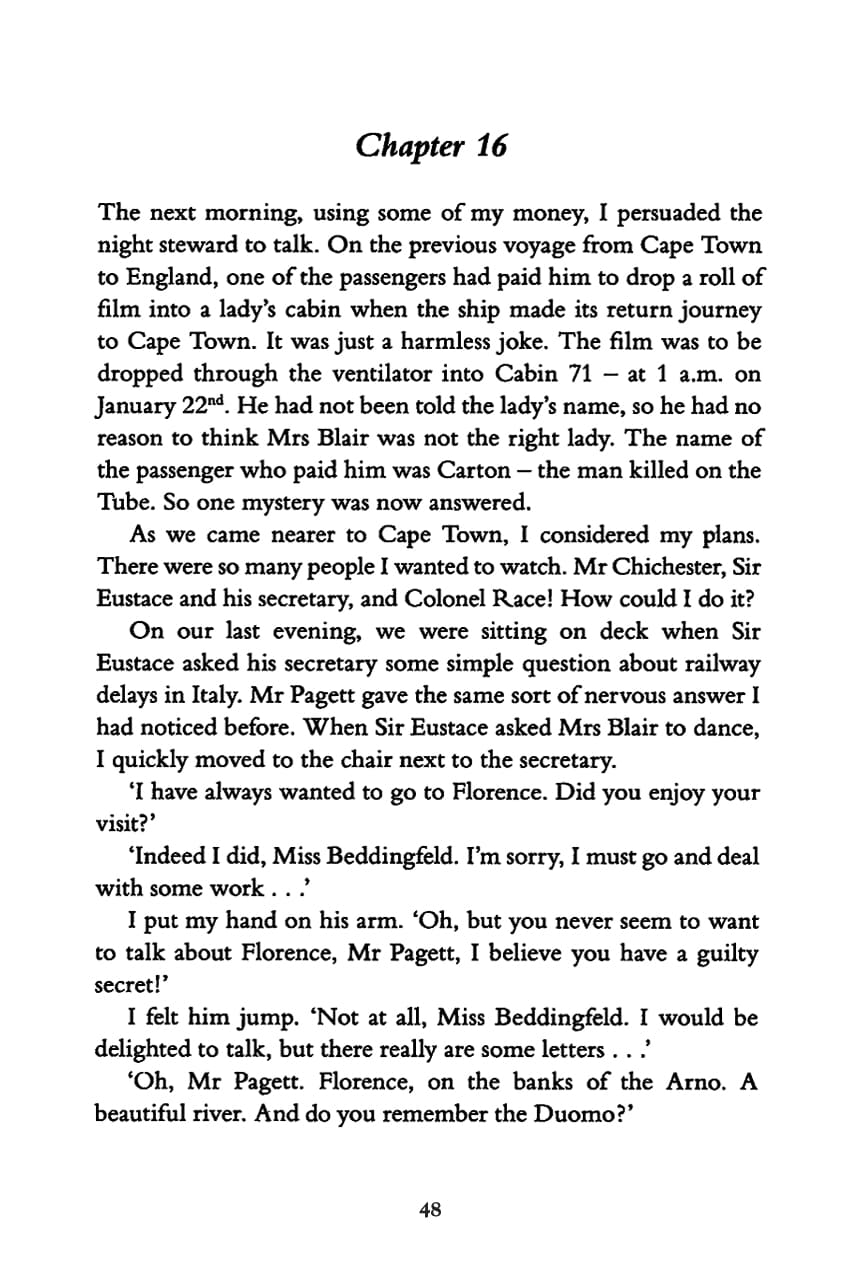 Chapter 16
The next morning, using some of my money, I persuaded the
night steward to talk. On the previous voyage from Cape Town
to England, one of the passengers had paid him to drop a roll of
film into a lady’s cabin when the ship made its return journey
to Cape Town. It was just a harmless joke. The film was to be
dropped through the ventilator into Cabin 71 – at 1 a.m. on
January 22nd. He had not been told the lady’s name, so he had no
reason to think Mrs Blair was not the right lady. The name of
the passenger who paid him was Carton – the man killed on the
Tube. So one mystery was now answered.
As we came nearer to Cape Town, I considered my plans.
There were so many people I wanted to watch. Mr Chichester, Sir
Eustace and his secretary, and Colonel Race! How could I do it?
On our last evening, we were sitting on deck when Sir
Eustace asked his secretary some simple question about railway
delays in Italy. Mr Pagett gave the same sort of nervous answer I
had noticed before. When Sir Eustace asked Mrs Blair to dance,
I quickly moved to the chair next to the secretary.
‘I have always wanted to go to Florence. Did you enjoy your
visit?’
‘Indeed I did, Miss Beddingfeld. I’m sorry, I must go and deal
with some work . . .’
I put my hand on his arm. ‘Oh, but you never seem to want
to talk about Florence, Mr Pagett, I believe you have a guilty
secret!’
I felt him jump. ‘Not at all, Miss Beddingfeld. I would be
delighted to talk, but there really are some letters . . .’
‘Oh, Mr Pagett. Florence, on the banks of the Arno. A
beautiful river. And do you remember the Duomo?’
48